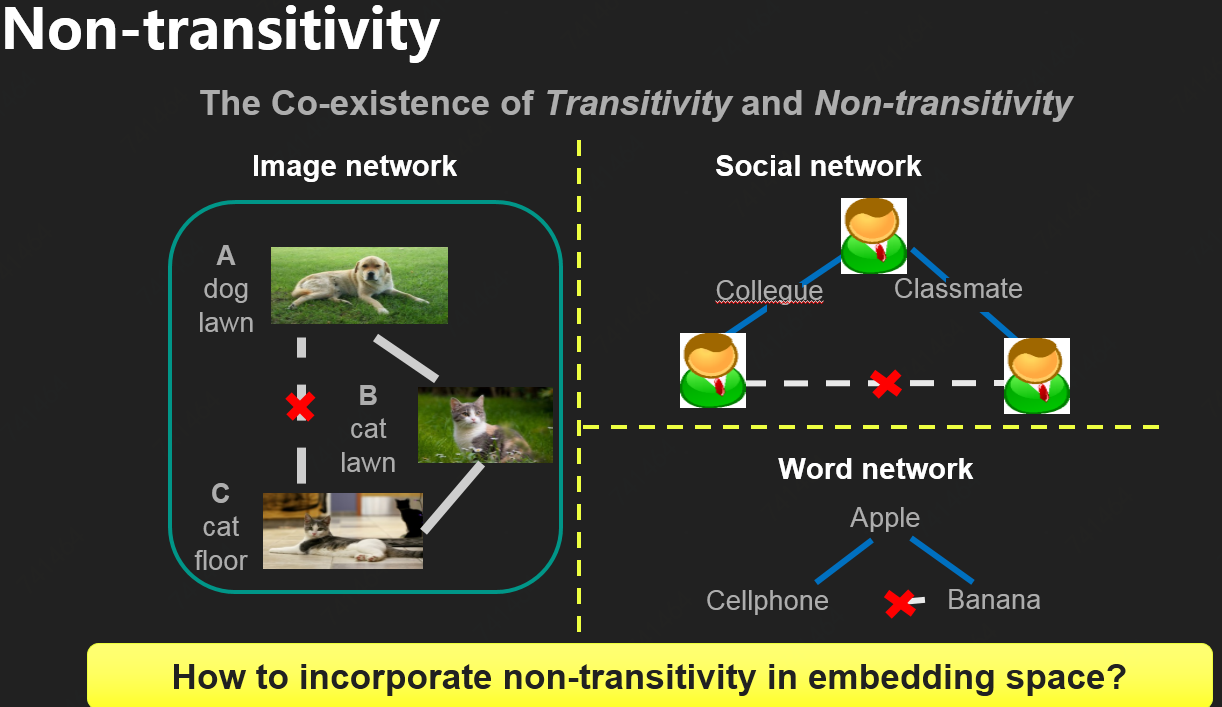 Non-transitivity
The Co-existence of Transitivity and Non-transitivity
Image network
A
dog
lawn
B
cat
lawn
C
cat
floor
Social network
Collegue
Classmate
Word network
Apple
Cellphone
Banana
How to incorporate non-transitivity in embedding space?